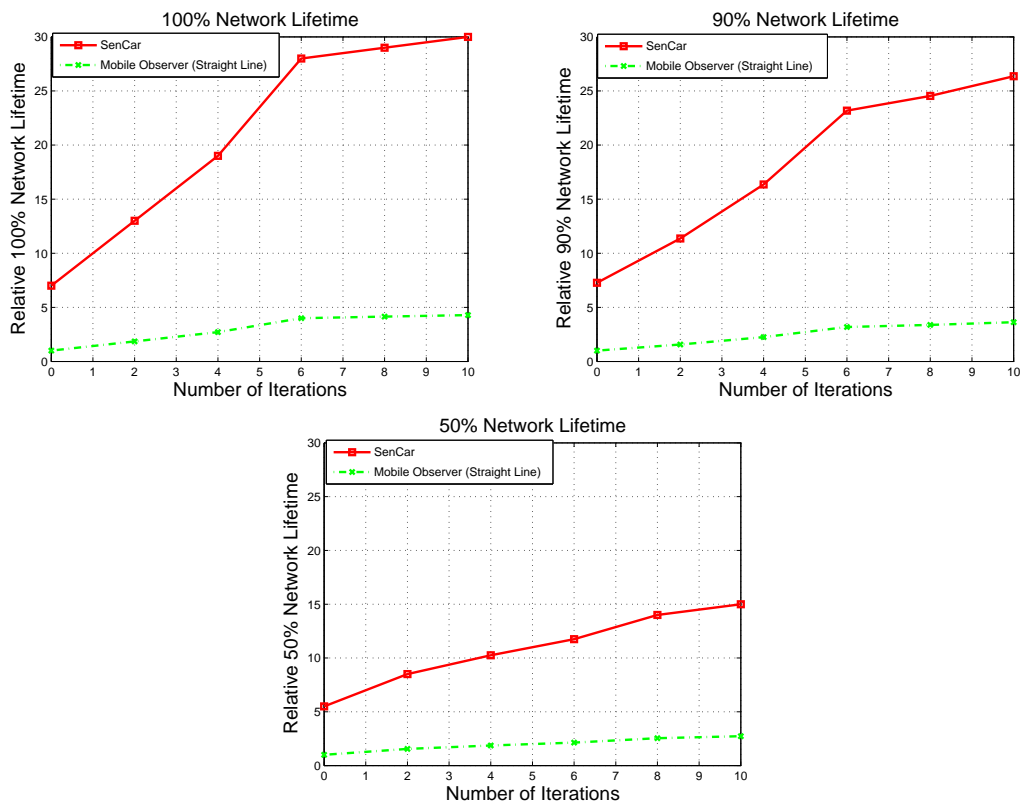 100% Network Lifetime
SenCar
Mobile Observer (Straight Line)
Relative 100% Network Lifetime
30
25
20
15
10
5
0
0 1 2 3 4 5 6 7 8 9 10
Number of Iterations
90% Network Lifetime
SenCar
Mobile Observer (Straight Line)
Relative 90% Network Lifetime
30
25
20
15
10
5
0
0 1 2 3 4 5 6 7 8 9 10
Number of Iterations
50% Network Lifetime
SenCar
Mobile Observer (Straight Line)
Relative 50% Network Lifetime
30
25
20
15
10
5
0
0 1 2 3 4 5 6 7 8 9 10
Number of Iterations